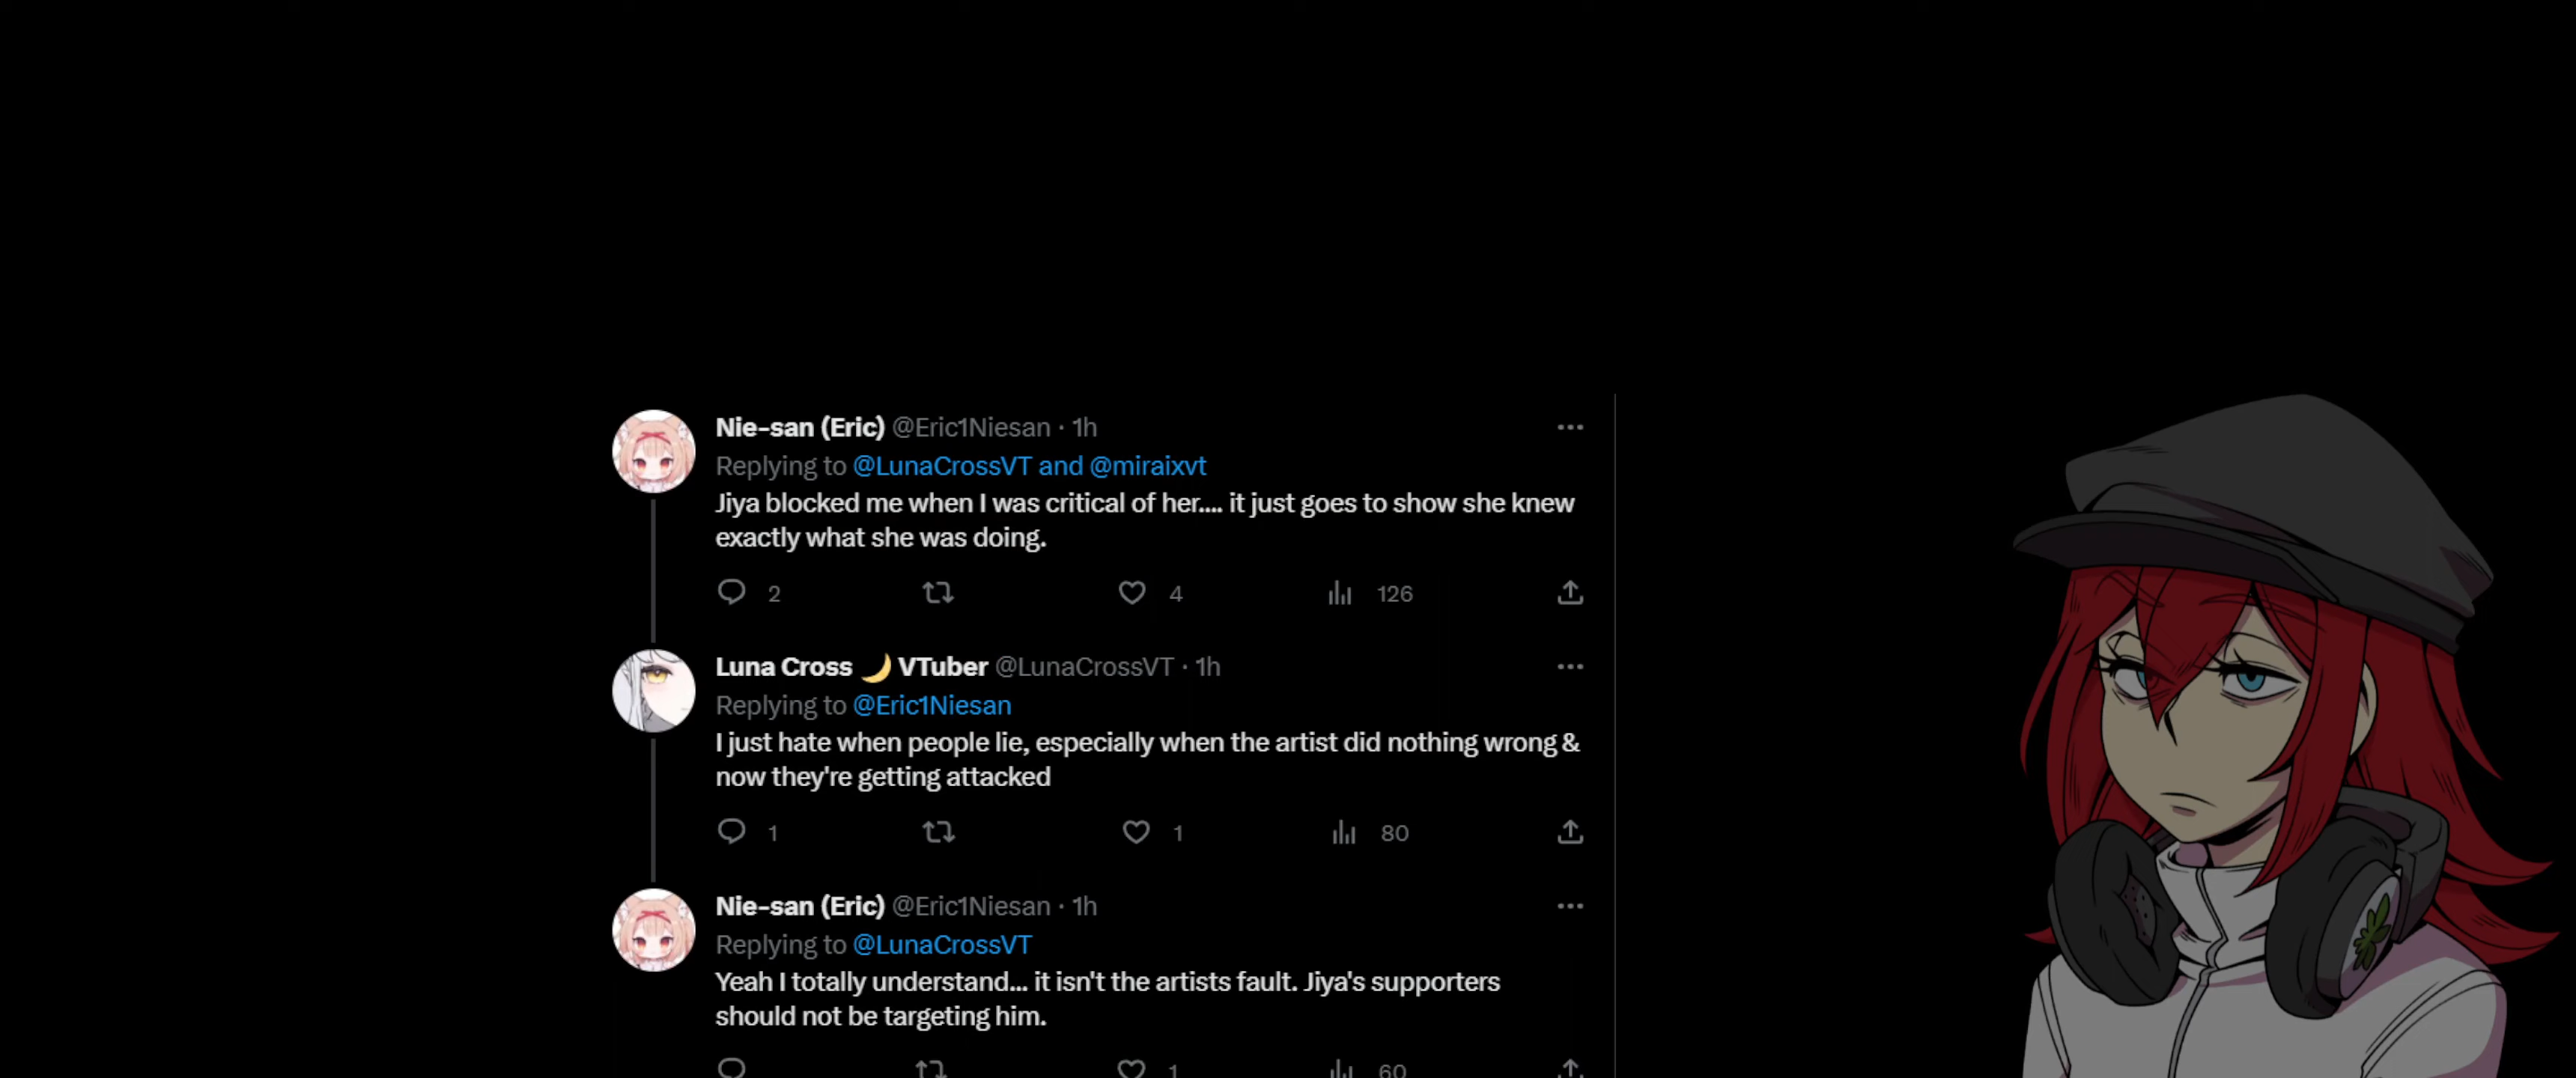 Nie-san (Eric) @Eric1Niesan · 1h
Replying to @LunaCrossVT and @miraixvt
Jiya blocked me when I was critical of her.... it just goes to show she knew
exactly what she was doing.
2 4 126
Luna Cross 🌙 VTuber @LunaCrossVT · 1h
Replying to @Eric1Niesan
I just hate when people lie, especially when the artist did nothing wrong &
now they're getting attacked
1 1 80
Nie-san (Eric) @Eric1Niesan · 1h
Replying to @LunaCrossVT
Yeah I totally understand... it isn't the artists fault. Jiya's supporters
should not be targeting him.
1 60